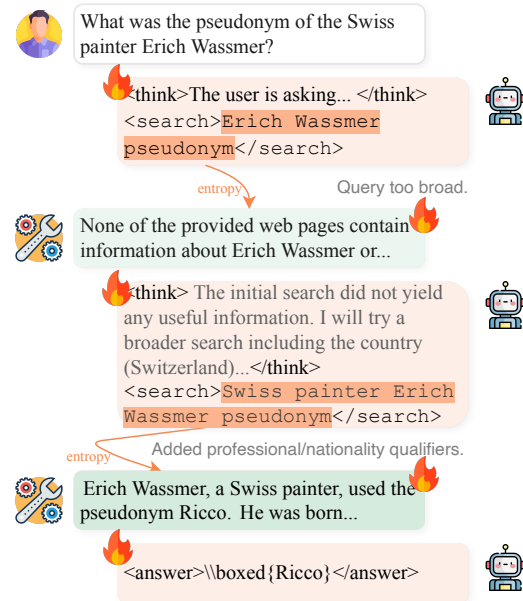 What was the pseudonym of the Swiss
painter Erich Wassmer?
<think>The user is asking... </think>
<search>Erich Wassmer
pseudonym</search>
entropy
Query too broad.
None of the provided web pages contain
information about Erich Wassmer or...
<think> The initial search did not yield
any useful information. I will try a
broader search including the country
(Switzerland)...</think>
<search>Swiss painter Erich
Wassmer pseudonym</search>
entropy
Added professional/nationality qualifiers.
Erich Wassmer, a Swiss painter, used the
pseudonym Ricco. He was born...
<answer>\\boxed{Ricco}</answer>